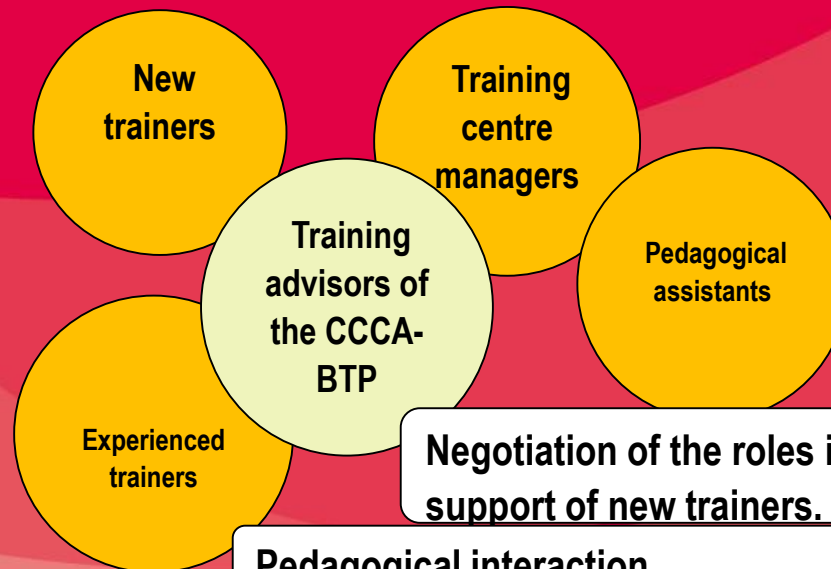 New
trainers
Training
centre
managers
Training
advisors of
the CCCA-
BTP
Pedagogical
assistants
Experienced
trainers
Negotiation of the roles i
support of new trainers.
Pedagogical interaction